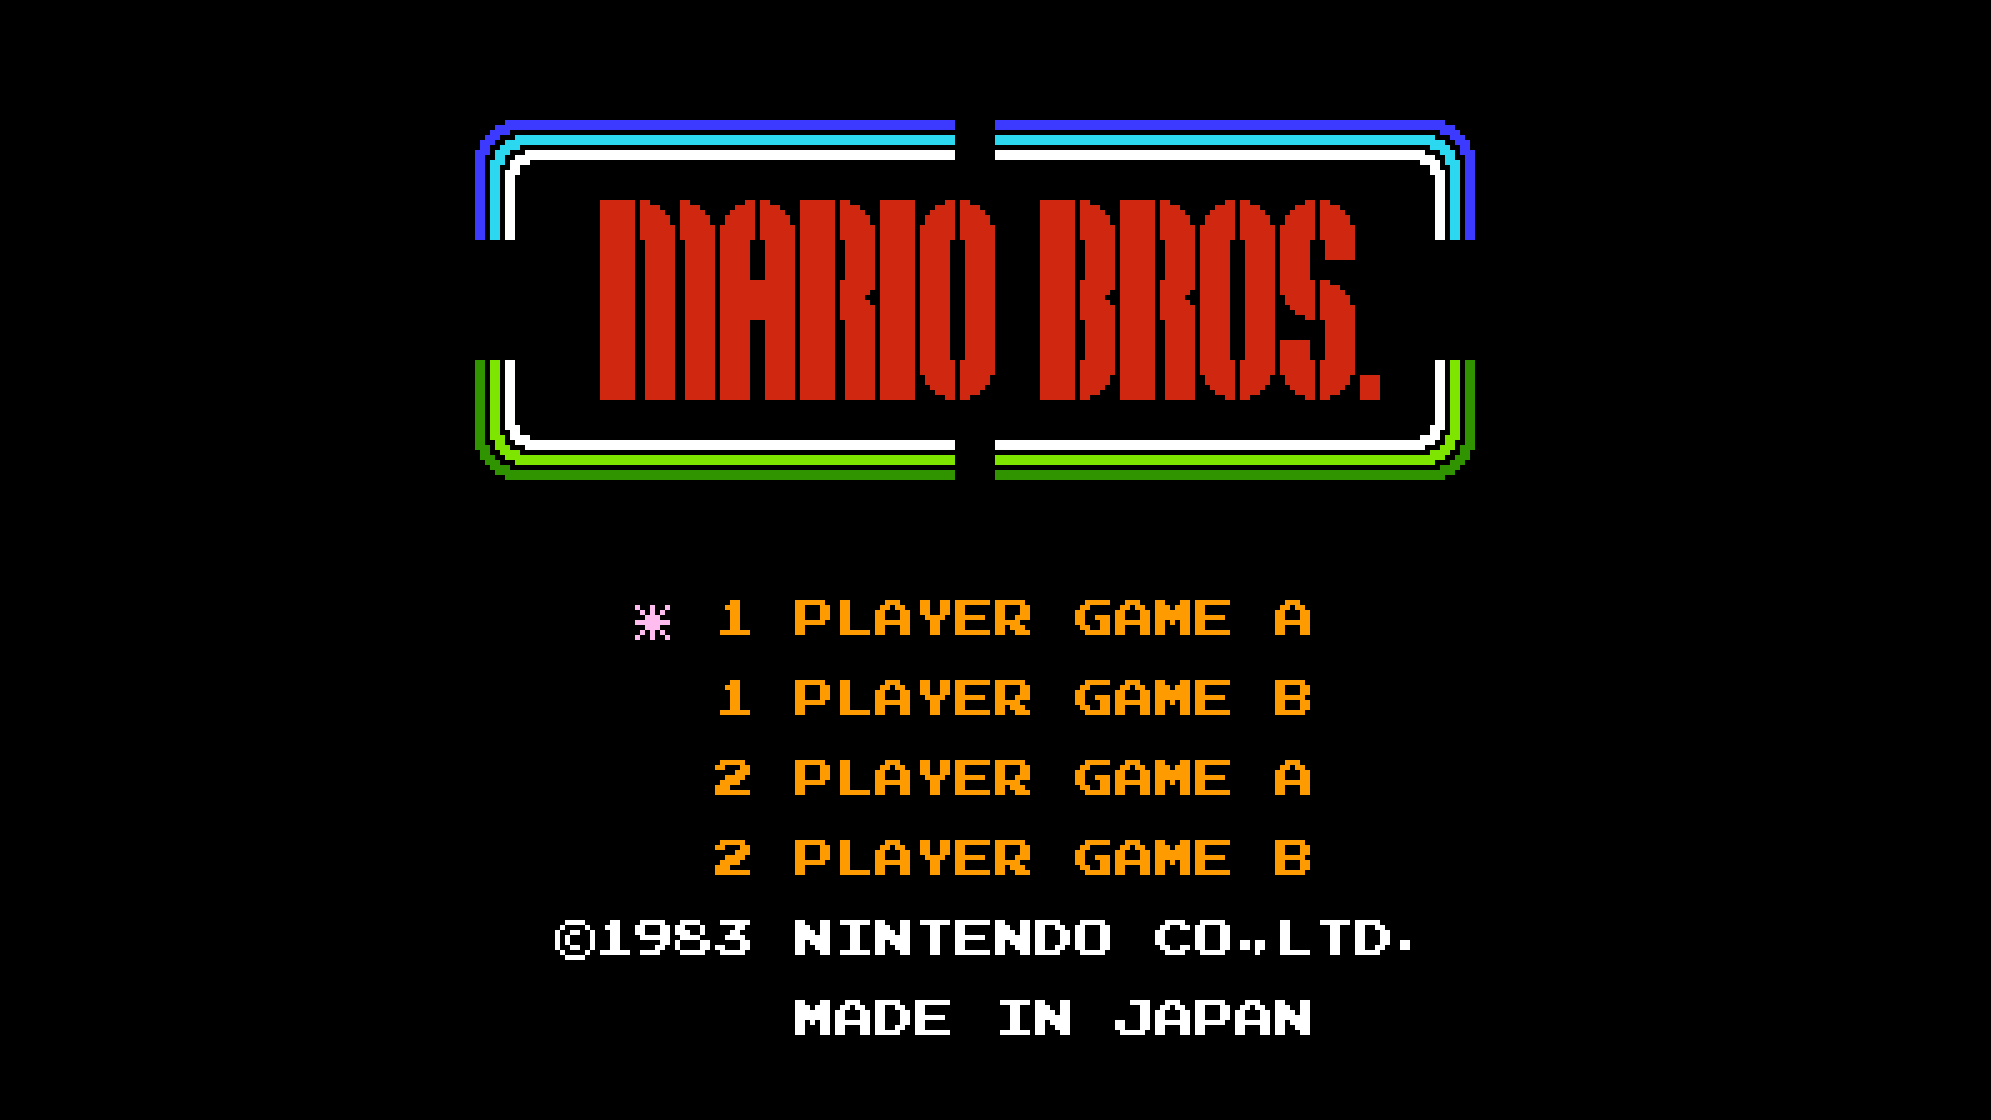 MARIO BROS.
* 1 PLAYER GAME A
1 PLAYER GAME B
2 PLAYER GAME A
2 PLAYER GAME B
©1983 NINTENDO CO.,LTD.
MADE IN JAPAN